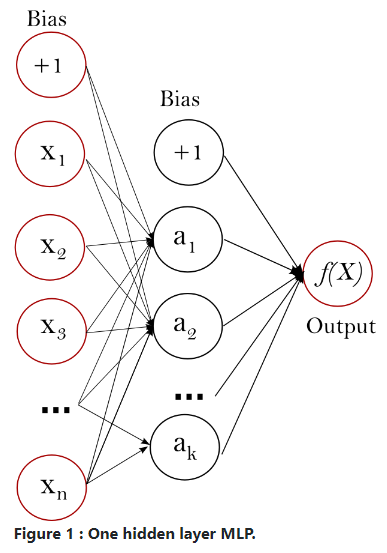 Bias
+1
x1
x2
x3
...
xn
Bias
+1
a1
a2
...
ak
f(X)
Output
Figure 1 : One hidden layer MLP.